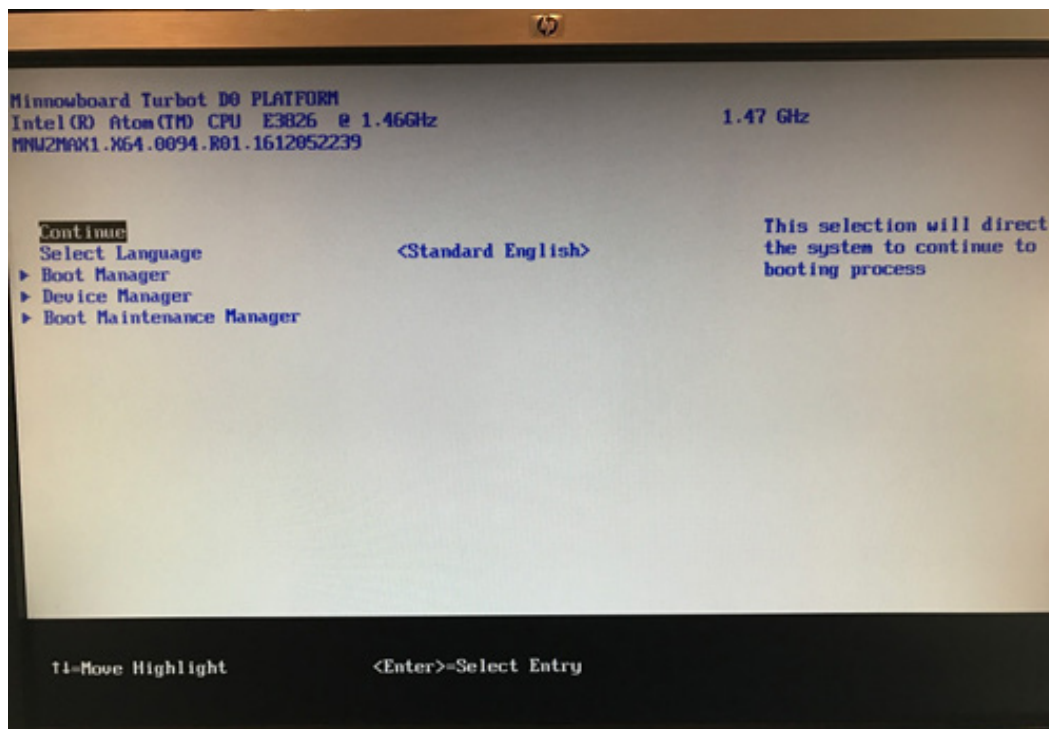 hp
Minnowboard Turbot D0 PLATFORM
Intel(R) Atom(TM) CPU E3826 @ 1.46GHz 1.47 GHz
MNW2MAX1.X64.0094.R01.1612052239
Continue
Select Language <Standard English>
▶ Boot Manager
▶ Device Manager
▶ Boot Maintenance Manager
This selection will direct
the system to continue to
booting process
↑↓=Move Highlight <Enter>=Select Entry